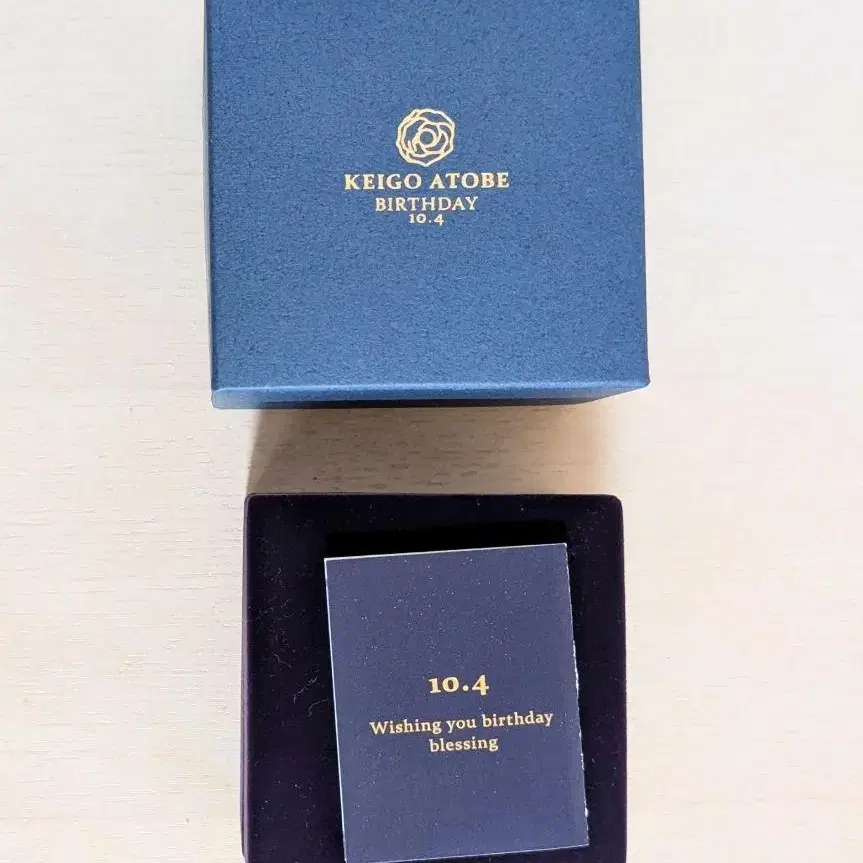 KEIGO ATOBE
BIRTHDAY
10.4
10.4
Wishing you birthday
blessing